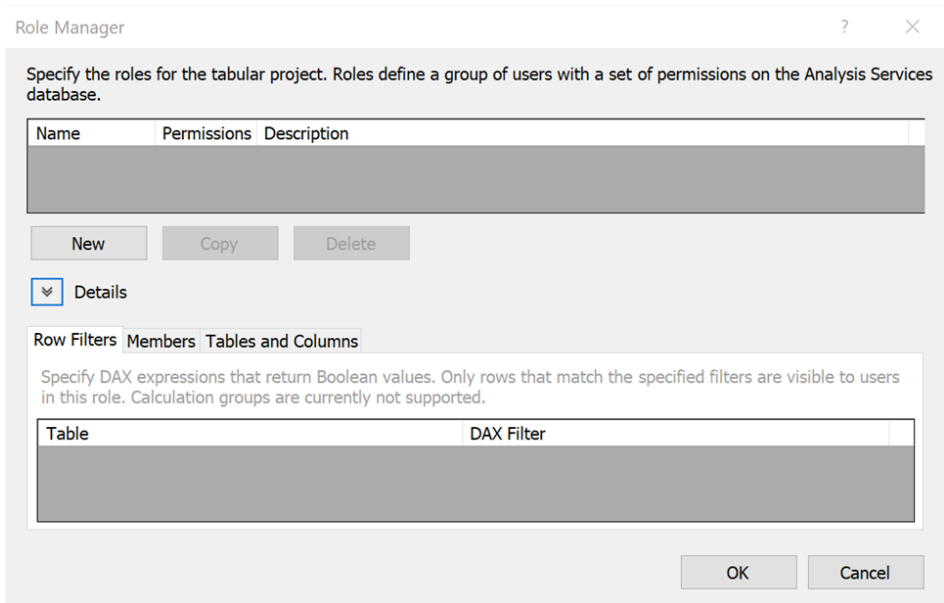 Role Manager ?
Specify the roles for the tabular project. Roles define a group of users with a set of permissions on the Analysis Services
database.
Name Permissions Description
New Copy Delete
Details
Row Filters Members Tables and Columns
Specify DAX expressions that return Boolean values. Only rows that match the specified filters are visible to users
in this role. Calculation groups are currently not supported.
Table DAX Filter
OK Cancel